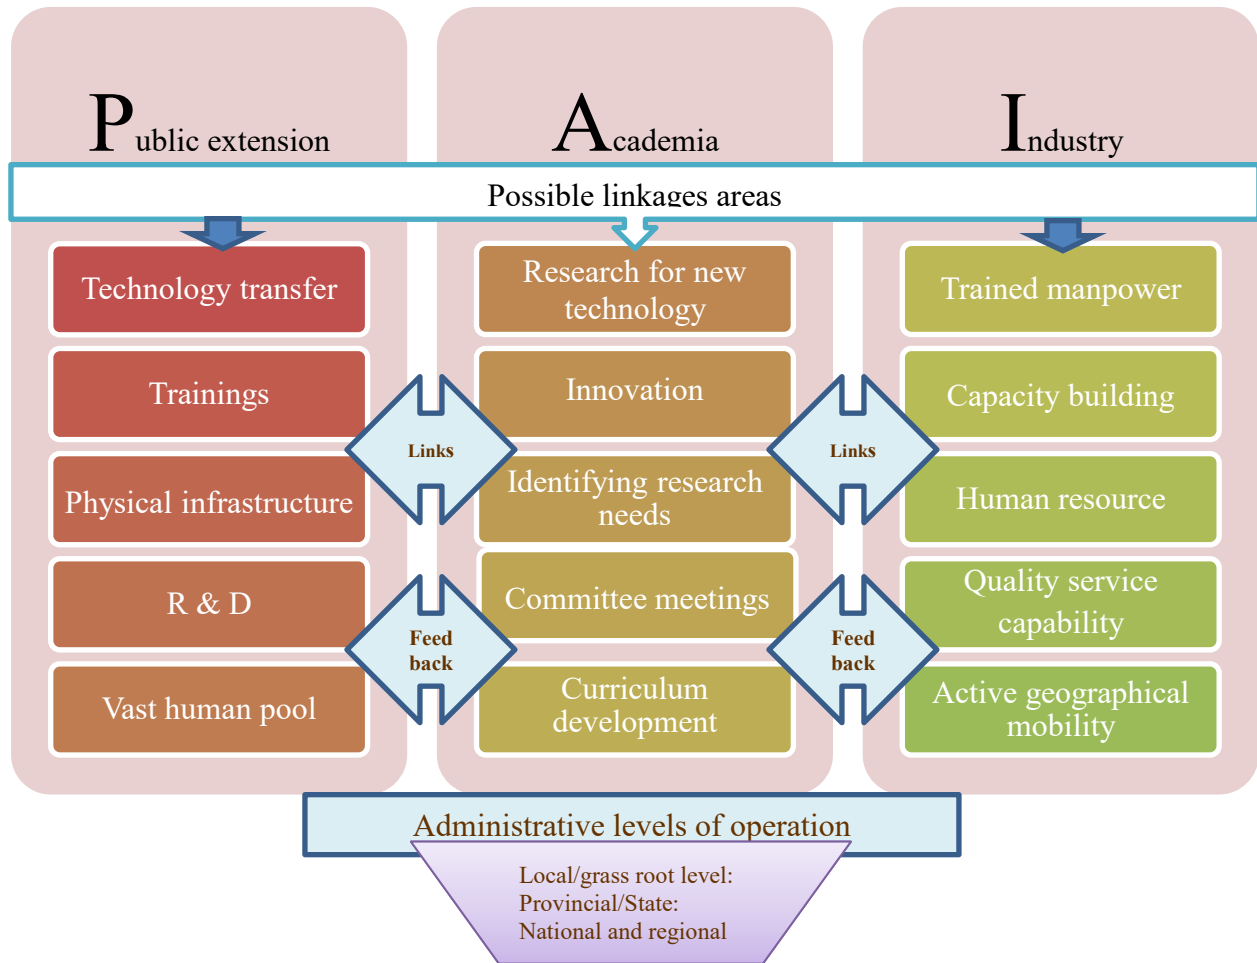 Public extension
Academia
Industry
Possible linkages areas
Technology transfer
Trainings
Physical infrastructure
R & D
Vast human pool
Links
Feed
back
Research for new
technology
Innovation
Identifying research
needs
Committee meetings
Curriculum
development
Links
Feed
back
Trained manpower
Capacity building
Human resource
Quality service
capability
Active geographical
mobility
Administrative levels of operation
Local/grass root level:
Provincial/State:
National and regional